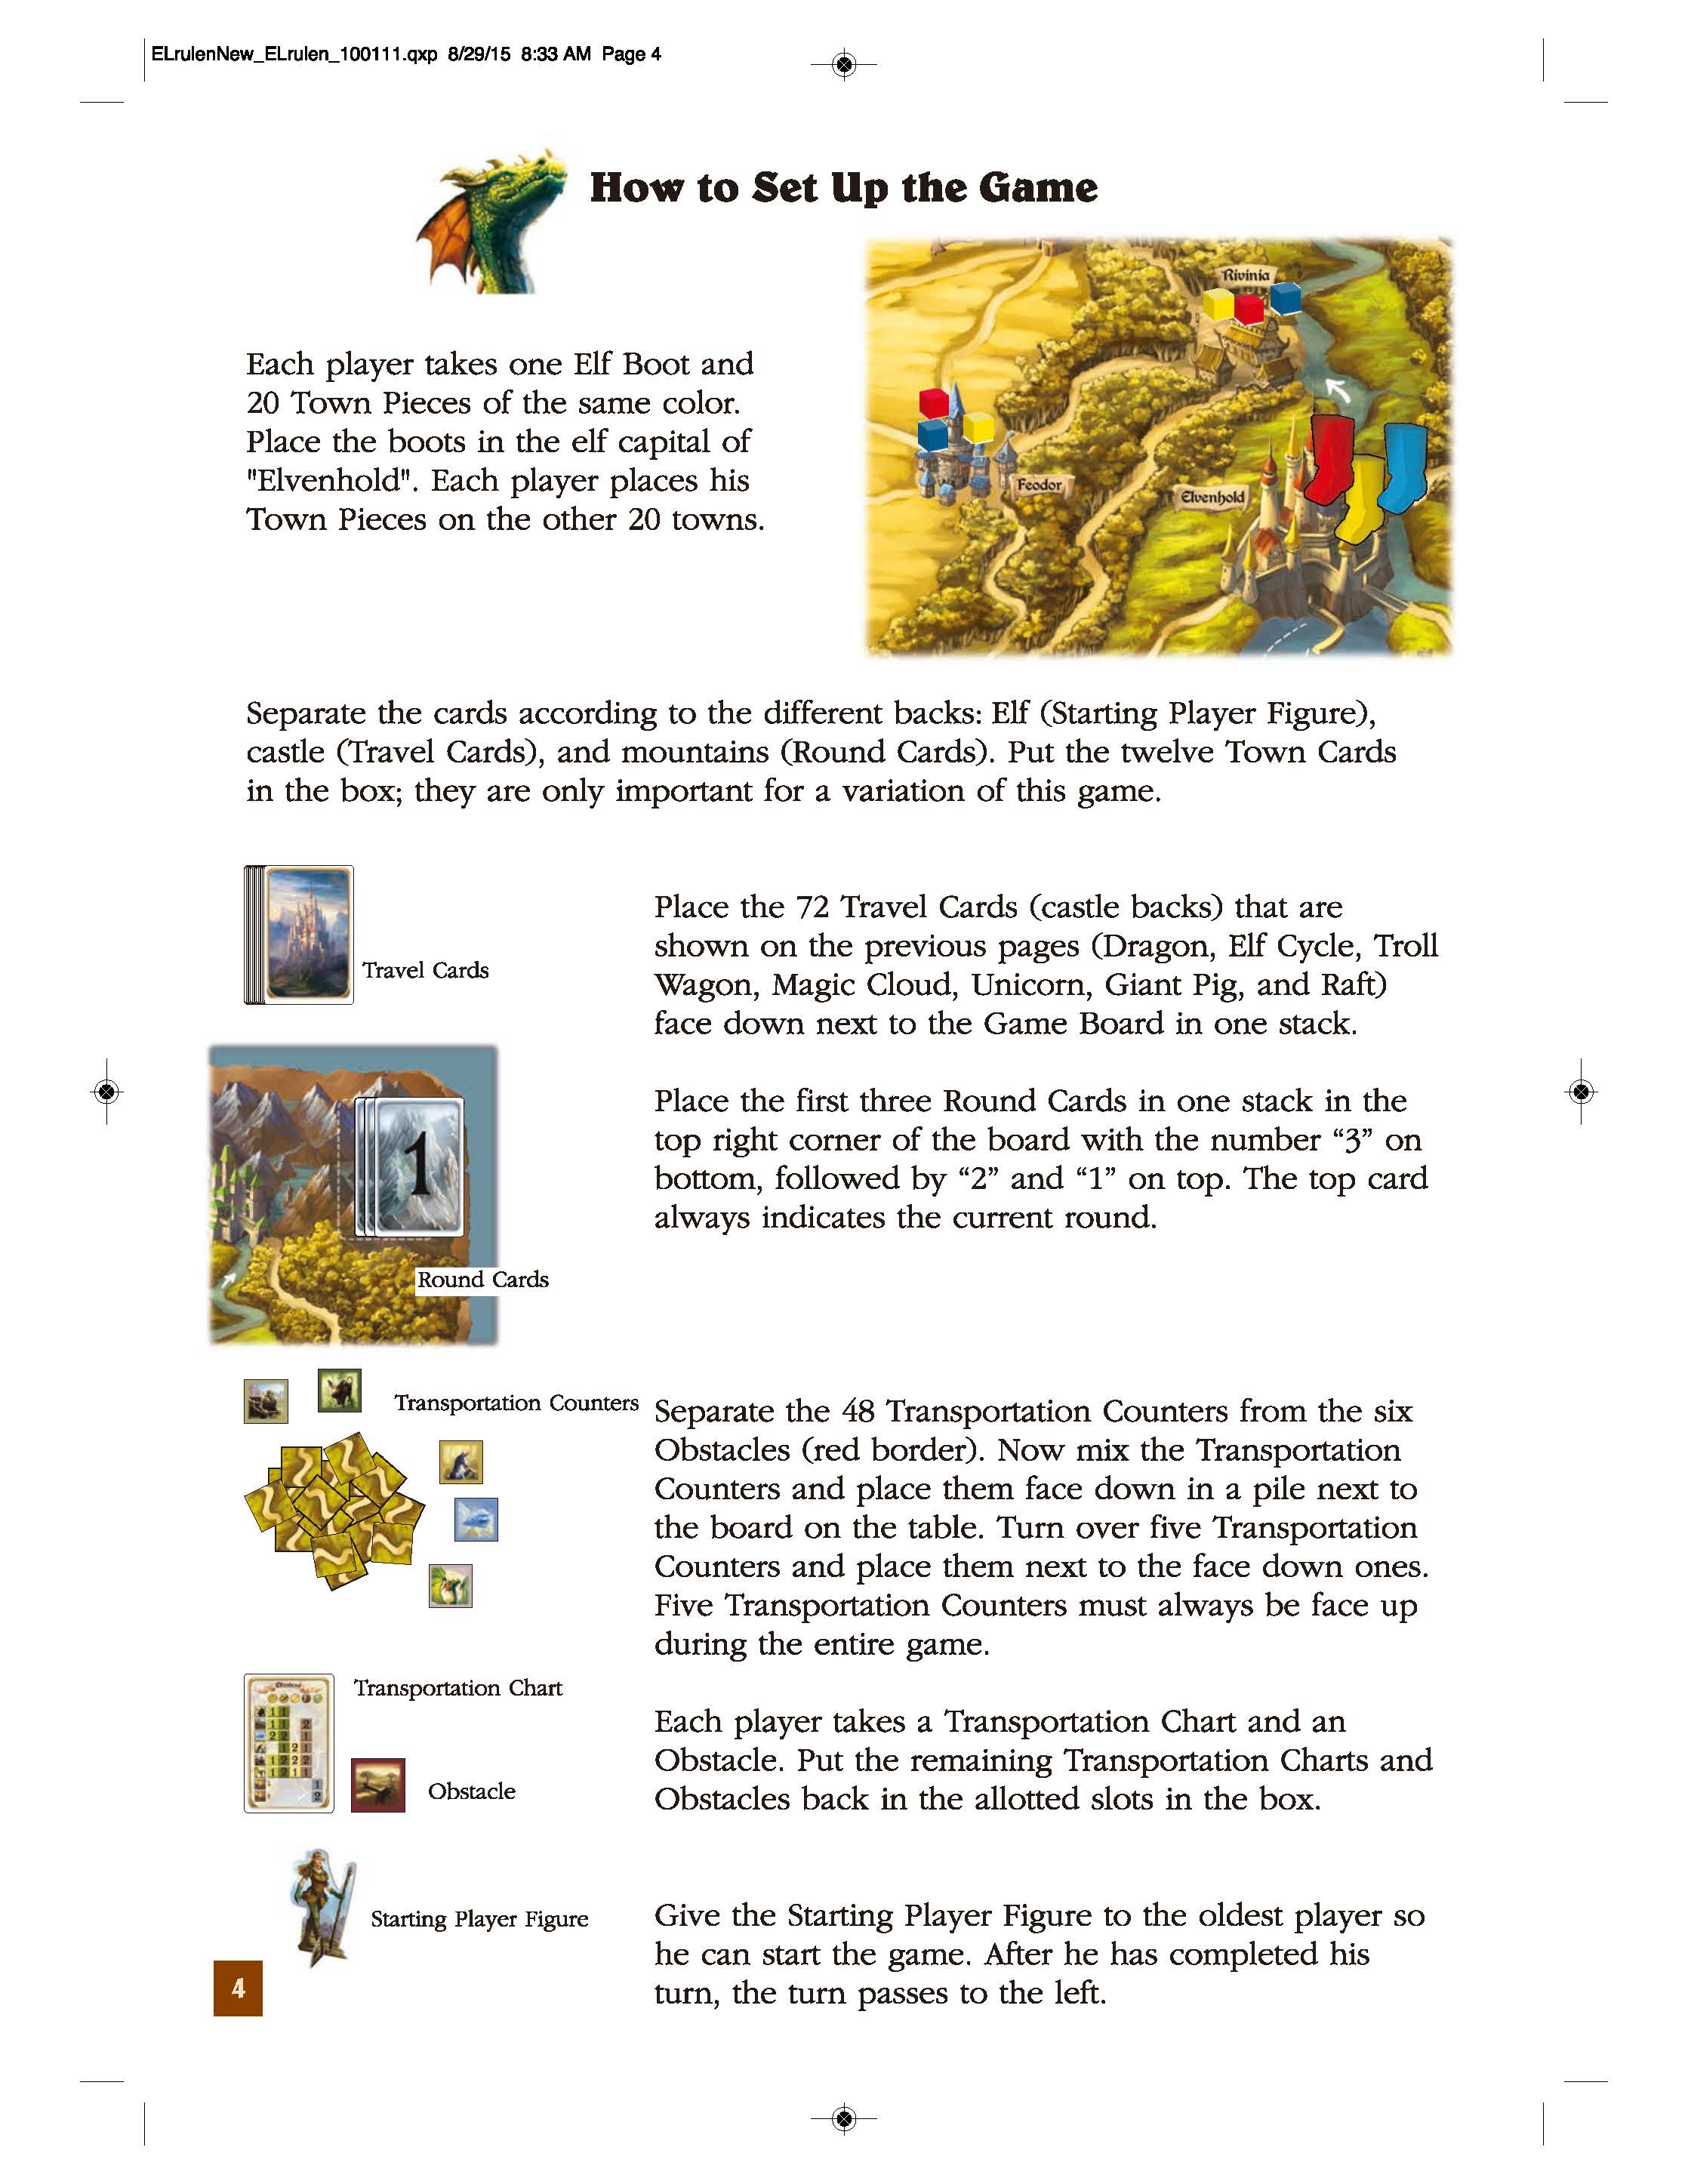 ELrulenNew_ELrulen_100111.qxp 8/29/15 8:33 AM Page 4
How to Set Up the Game
Each player takes one Elf Boot and
20 Town Pieces of the same color.
Place the boots in the elf capital of
"Elvenhold". Each player places his
Town Pieces on the other 20 towns.
Rivinia
Feodor
Elvenhold
Separate the cards according to the different backs: Elf (Starting Player Figure),
castle (Travel Cards), and mountains (Round Cards). Put the twelve Town Cards
in the box; they are only important for a variation of this game.
Travel Cards
Place the 72 Travel Cards (castle backs) that are
shown on the previous pages (Dragon, Elf Cycle, Troll
Wagon, Magic Cloud, Unicorn, Giant Pig, and Raft)
face down next to the Game Board in one stack.
1
Round Cards
Place the first three Round Cards in one stack in the
top right corner of the board with the number “3” on
bottom, followed by “2” and “1” on top. The top card
always indicates the current round.
Transportation Counters
Separate the 48 Transportation Counters from the six
Obstacles (red border). Now mix the Transportation
Counters and place them face down in a pile next to
the board on the table. Turn over five Transportation
Counters and place them next to the face down ones.
Five Transportation Counters must always be face up
during the entire game.
Transportation Chart
Obstacle
Each player takes a Transportation Chart and an
Obstacle. Put the remaining Transportation Charts and
Obstacles back in the allotted slots in the box.
Starting Player Figure
Give the Starting Player Figure to the oldest player so
he can start the game. After he has completed his
turn, the turn passes to the left.
4